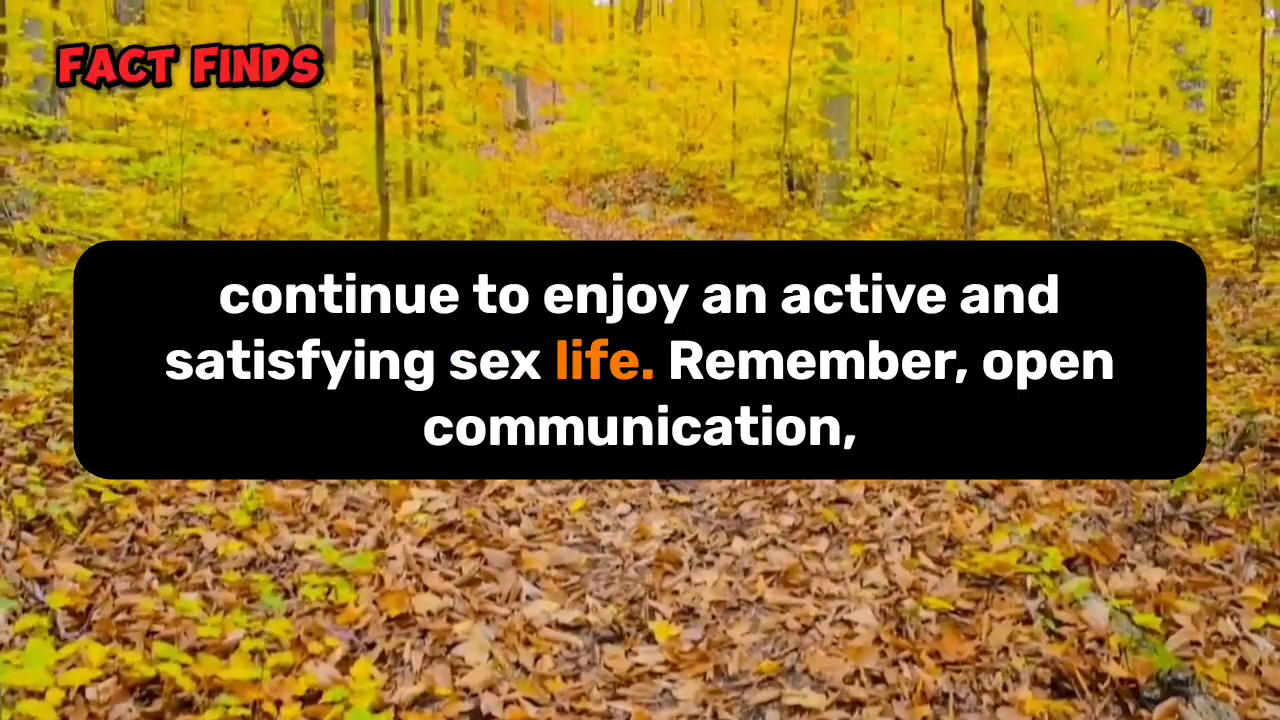 FACT FINDS
continue to enjoy an active and
satisfying sex life. Remember, open
communication,